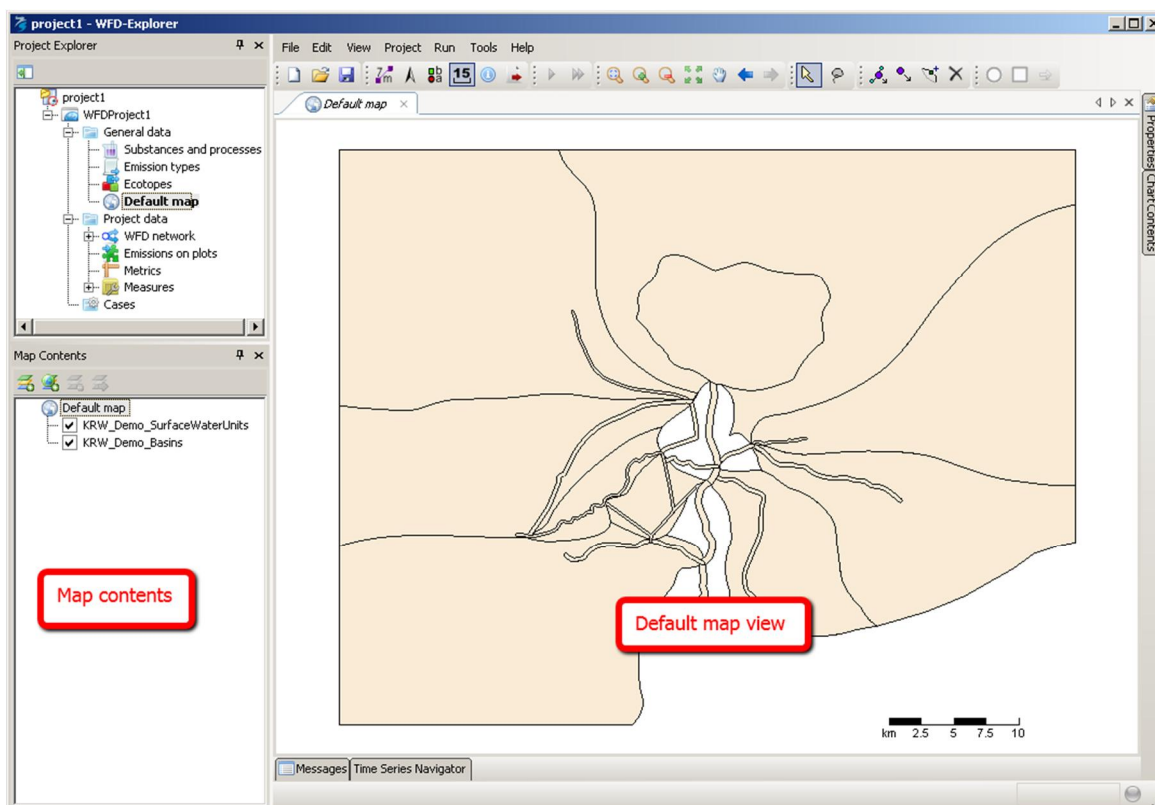 project1 - WFD-Explorer
Project Explorer
File Edit View Project Run Tools Help
15
project1
WFDProject1
General data
Substances and processes
Emission types
Ecotopes
Default map
Project data
WFD network
Emissions on plots
Metrics
Measures
Cases
Default map
Properties
ChartContents
Map Contents
Default map
KRW_Demo_SurfaceWaterUnits
KRW_Demo_Basins
Map contents
Default map view
km 2.5 5 7.5 10
Messages Time Series Navigator